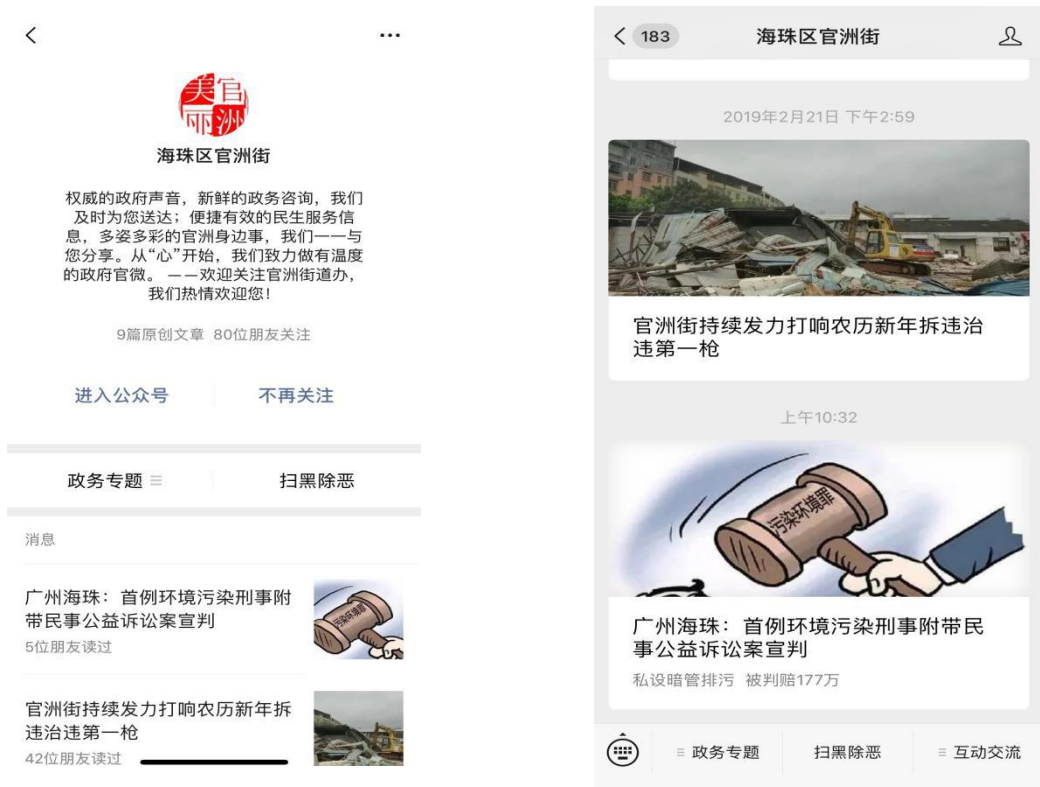 美官
丽洲
海珠区官洲街
权威的政府声音，新鲜的政务咨询，我们
及时为您送达；便捷有效的民生服务信
息，多姿多彩的官洲身边事，我们一一与
您分享。从“心”开始，我们致力做有温度
的政府官微。 ——欢迎关注官洲街道办，
我们热情欢迎您！
9篇原创文章 80位朋友关注
进入公众号 不再关注
政务专题 扫黑除恶
消息
广州海珠：首例环境污染刑事附
带民事公益诉讼案宣判
5位朋友读过
污染环境罪
官洲街持续发力打响农历新年拆
违治违第一枪
42位朋友读过
183 海珠区官洲街
2019年2月21日 下午2:59
官洲街持续发力打响农历新年拆违治
违第一枪
上午10:32
污染环境罪
广州海珠：首例环境污染刑事附带民
事公益诉讼案宣判
私设暗管排污 被判赔177万
政务专题 扫黑除恶 互动交流